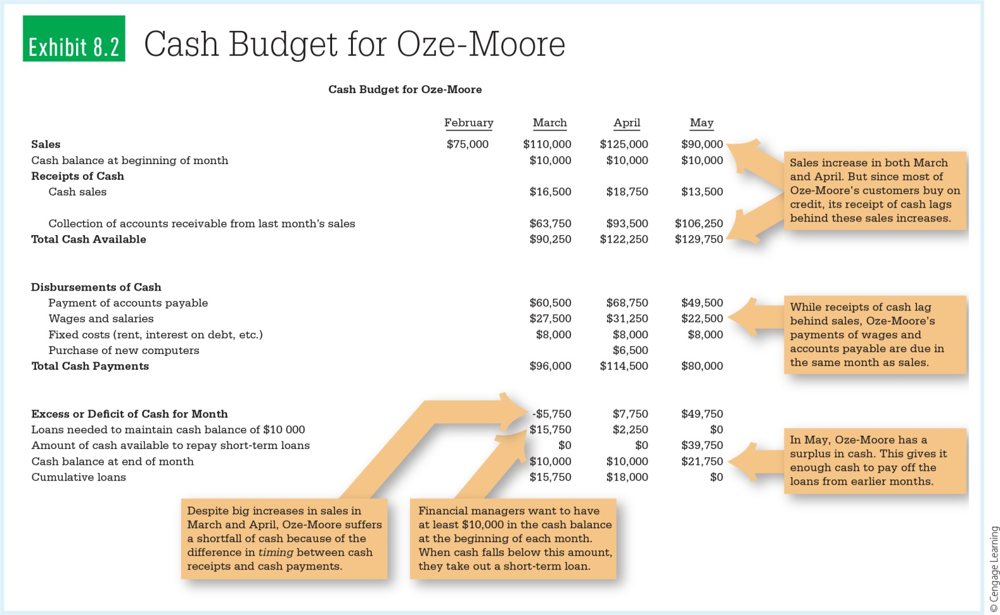 Exhibit 8.2 Cash Budget for Oze-Moore
Cash Budget for Oze-Moore
February March April May
Sales $75,000 $110,000 $125,000 $90,000
Cash balance at beginning of month $10,000 $10,000 $10,000
Receipts of Cash
Cash sales $16,500 $18,750 $13,500
Collection of accounts receivable from last month’s sales $63,750 $93,500 $106,250
Total Cash Available $90,250 $122,250 $129,750
Sales increase in both March
and April. But since most of
Oze-Moore’s customers buy on
credit, its receipt of cash lags
behind these sales increases.
Disbursements of Cash
Payment of accounts payable $60,500 $68,750 $49,500
Wages and salaries $27,500 $31,250 $22,500
Fixed costs (rent, interest on debt, etc.) $8,000 $8,000 $8,000
Purchase of new computers $6,500
Total Cash Payments $96,000 $114,500 $80,000
While receipts of cash lag
behind sales, Oze-Moore’s
payments of wages and
accounts payable are due in
the same month as sales.
Excess or Deficit of Cash for Month -$5,750 $7,750 $49,750
Loans needed to maintain cash balance of $10 000 $15,750 $2,250 $0
Amount of cash available to repay short-term loans $0 $0 $39,750
Cash balance at end of month $10,000 $10,000 $21,750
Cumulative loans $15,750 $18,000 $0
In May, Oze-Moore has a
surplus in cash. This gives it
enough cash to pay off the
loans from earlier months.
Despite big increases in sales in
March and April, Oze-Moore suffers
a shortfall of cash because of the
difference in timing between cash
receipts and cash payments.
Financial managers want to have
at least $10,000 in the cash balance
at the beginning of each month.
When cash falls below this amount,
they take out a short-term loan.
© Cengage Learning